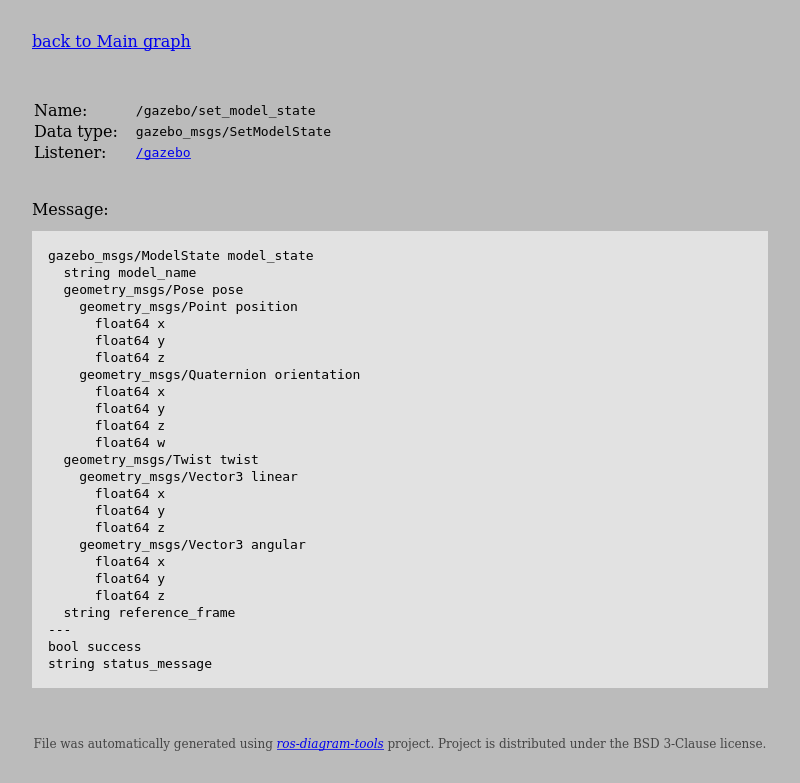 back to Main graph
Name: /gazebo/set_model_state
Data type: gazebo_msgs/SetModelState
Listener: /gazebo
Message:
gazebo_msgs/ModelState model_state
  string model_name
  geometry_msgs/Pose pose
    geometry_msgs/Point position
      float64 x
      float64 y
      float64 z
    geometry_msgs/Quaternion orientation
      float64 x
      float64 y
      float64 z
      float64 w
  geometry_msgs/Twist twist
    geometry_msgs/Vector3 linear
      float64 x
      float64 y
      float64 z
    geometry_msgs/Vector3 angular
      float64 x
      float64 y
      float64 z
  string reference_frame
---
bool success
string status_message
File was automatically generated using ros-diagram-tools project. Project is distributed under the BSD 3-Clause license.